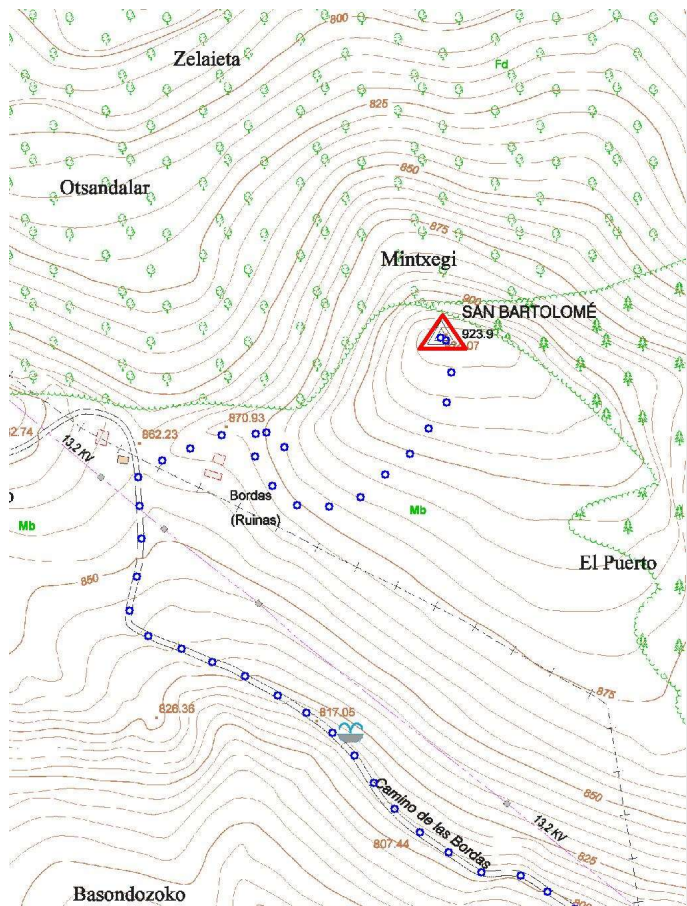 800
Zelaieta
Fd
825
Otsandalar
850
875
Mintxegi
900
SAN BARTOLOMÉ
923.9
870.93
862.23
13.2 KV
Bordas
(Ruinas)
Mb
Mb
El Puerto
850
875
826.36
817.05
850
Camino de las Bordas
13.2 KV
807.44
825
Basondozoko
800